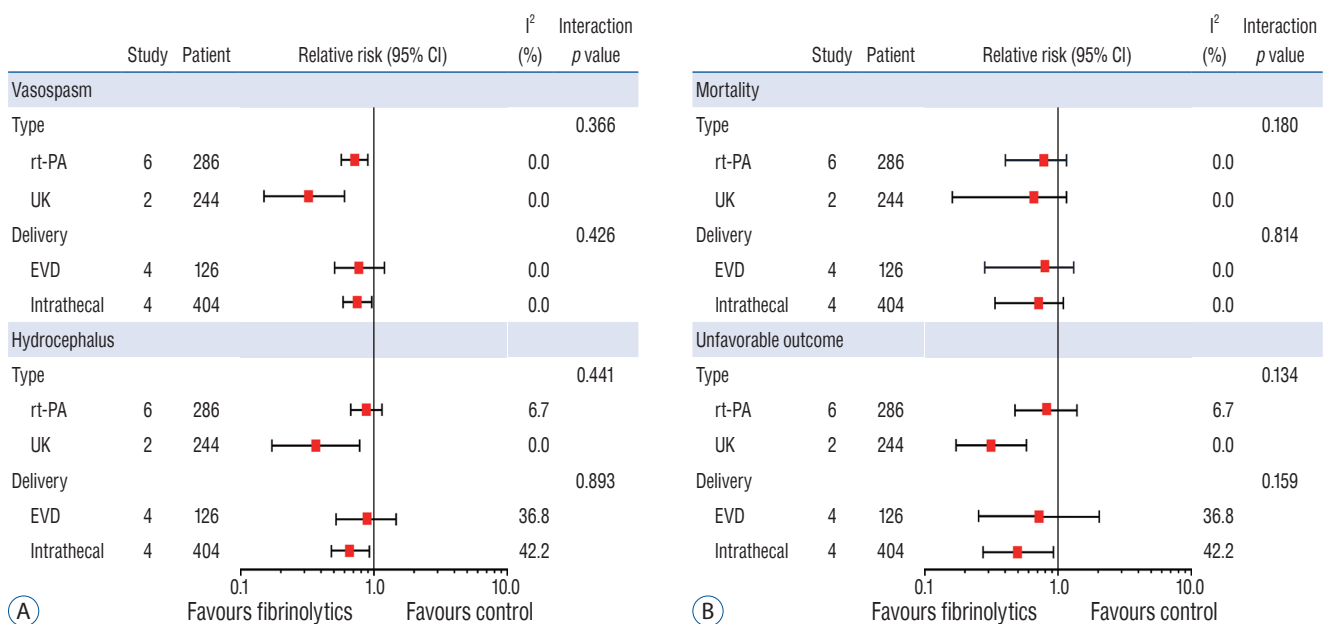 Study Patient Relative risk (95% CI) I² (%) Interaction p value
Vasospasm
Type 0.366
rt-PA 6 286 0.0
UK 2 244 0.0
Delivery 0.426
EVD 4 126 0.0
Intrathecal 4 404 0.0
Hydrocephalus
Type 0.441
rt-PA 6 286 6.7
UK 2 244 0.0
Delivery 0.893
EVD 4 126 36.8
Intrathecal 4 404 42.2
0.1 1.0 10.0
A Favours fibrinolytics Favours control
Study Patient Relative risk (95% CI) I² (%) Interaction p value
Mortality
Type 0.180
rt-PA 6 286 0.0
UK 2 244 0.0
Delivery 0.814
EVD 4 126 0.0
Intrathecal 4 404 0.0
Unfavorable outcome
Type 0.134
rt-PA 6 286 6.7
UK 2 244 0.0
Delivery 0.159
EVD 4 126 36.8
Intrathecal 4 404 42.2
0.1 1.0 10.0
B Favours fibrinolytics Favours control